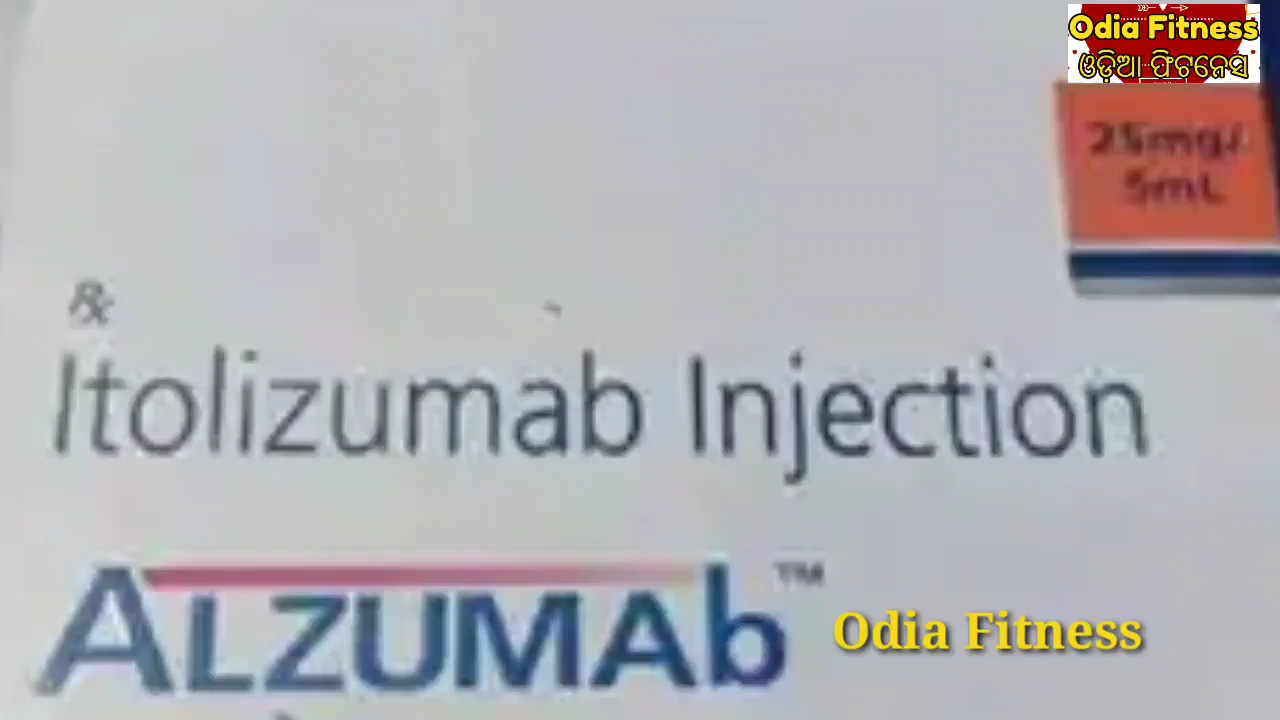 Odia Fitness
ଓଡ଼ିଆ ଫିଟନେସ
25mg/
5mL
℞
Itolizumab Injection
ALZUMAb™
Odia Fitness